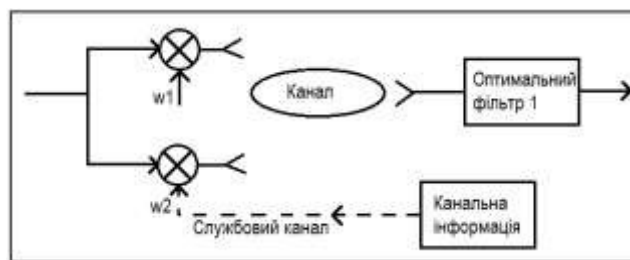 w1
Канал
Оптимальний
фільтр 1
w2
Службовий канал
Канальна
інформація